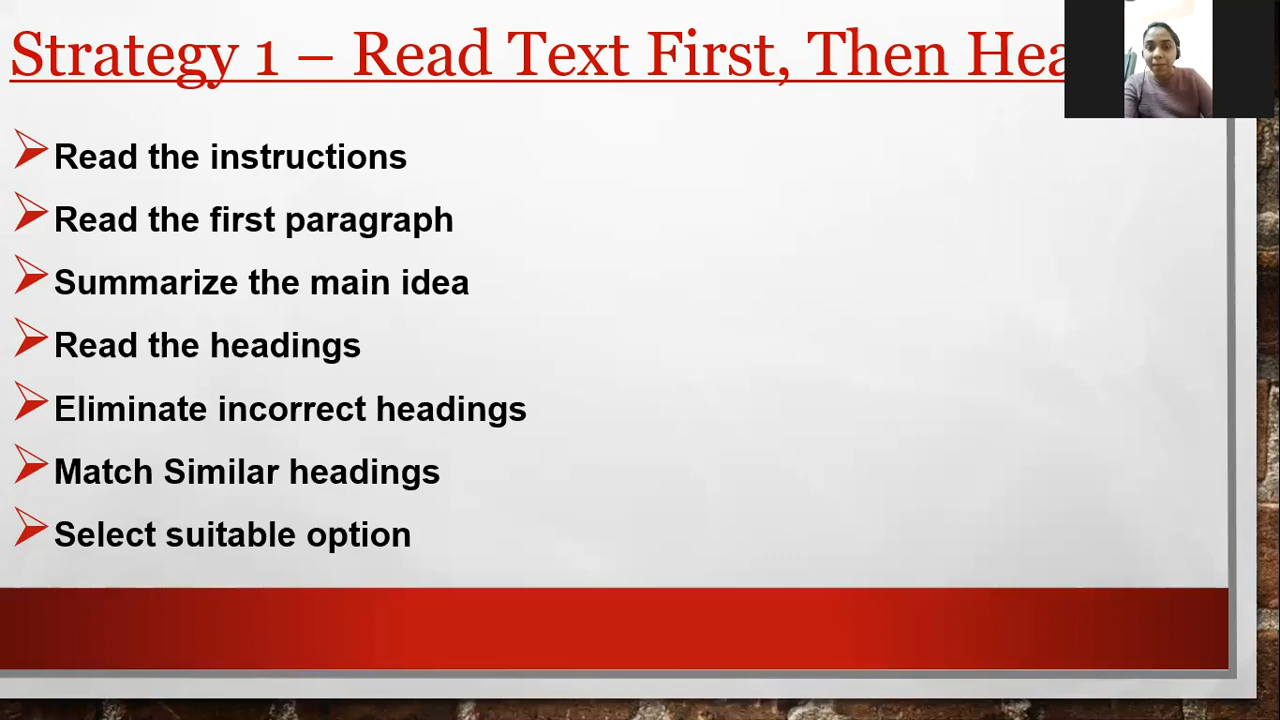 Strategy 1 – Read Text First, Then
Read the instructions
Read the first paragraph
Summarize the main idea
Read the headings
Eliminate incorrect headings
Match Similar headings
Select suitable option